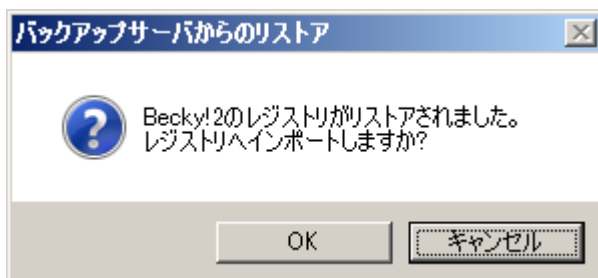 バックアップサーバからのリストア
Becky!2のレジストリがリストアされました。
レジストリへインポートしますか?
OK
キャンセル